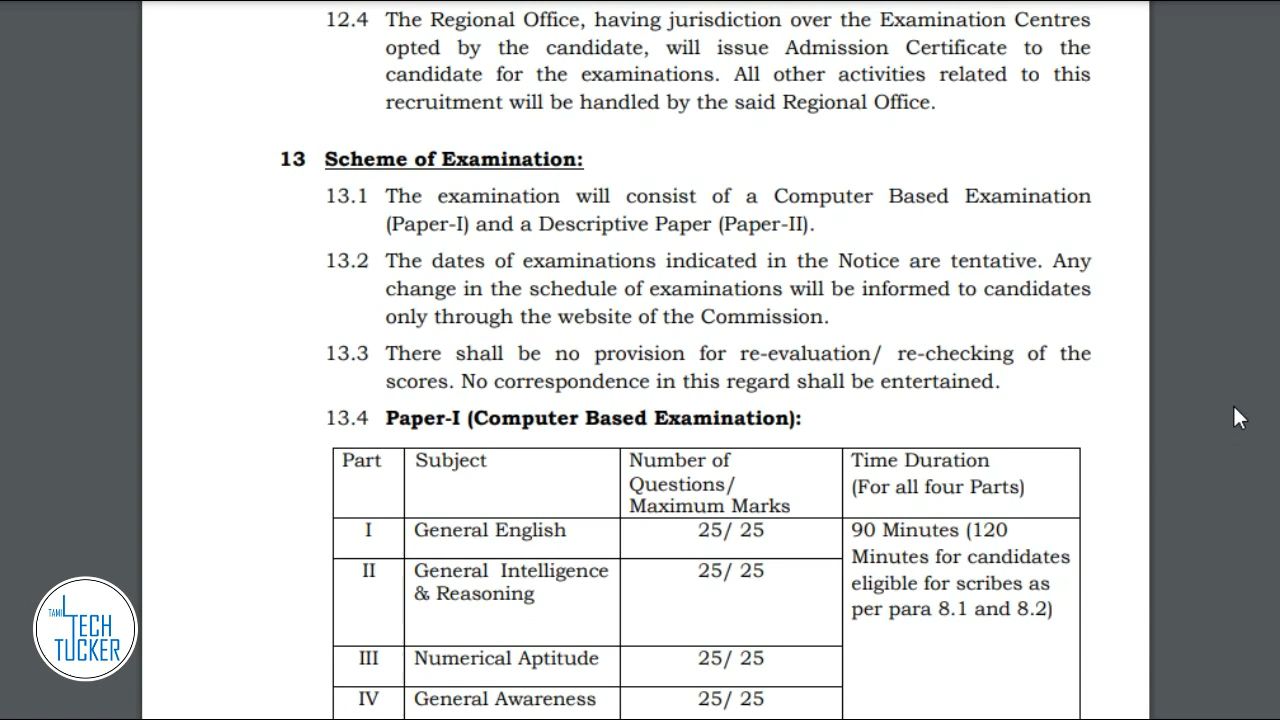 12.4 The Regional Office, having jurisdiction over the Examination Centres
opted by the candidate, will issue Admission Certificate to the
candidate for the examinations. All other activities related to this
recruitment will be handled by the said Regional Office.
13 Scheme of Examination:
13.1 The examination will consist of a Computer Based Examination
(Paper-I) and a Descriptive Paper (Paper-II).
13.2 The dates of examinations indicated in the Notice are tentative. Any
change in the schedule of examinations will be informed to candidates
only through the website of the Commission.
13.3 There shall be no provision for re-evaluation/ re-checking of the
scores. No correspondence in this regard shall be entertained.
13.4 Paper-I (Computer Based Examination):
Part
Subject
Number of
Questions/
Maximum Marks
Time Duration
(For all four Parts)
I
General English
25/ 25
90 Minutes (120
Minutes for candidates
eligible for scribes as
per para 8.1 and 8.2)
II
General Intelligence
& Reasoning
25/ 25
III
Numerical Aptitude
25/ 25
IV
General Awareness
25/ 25
TAMIL
TECH
TUCKER